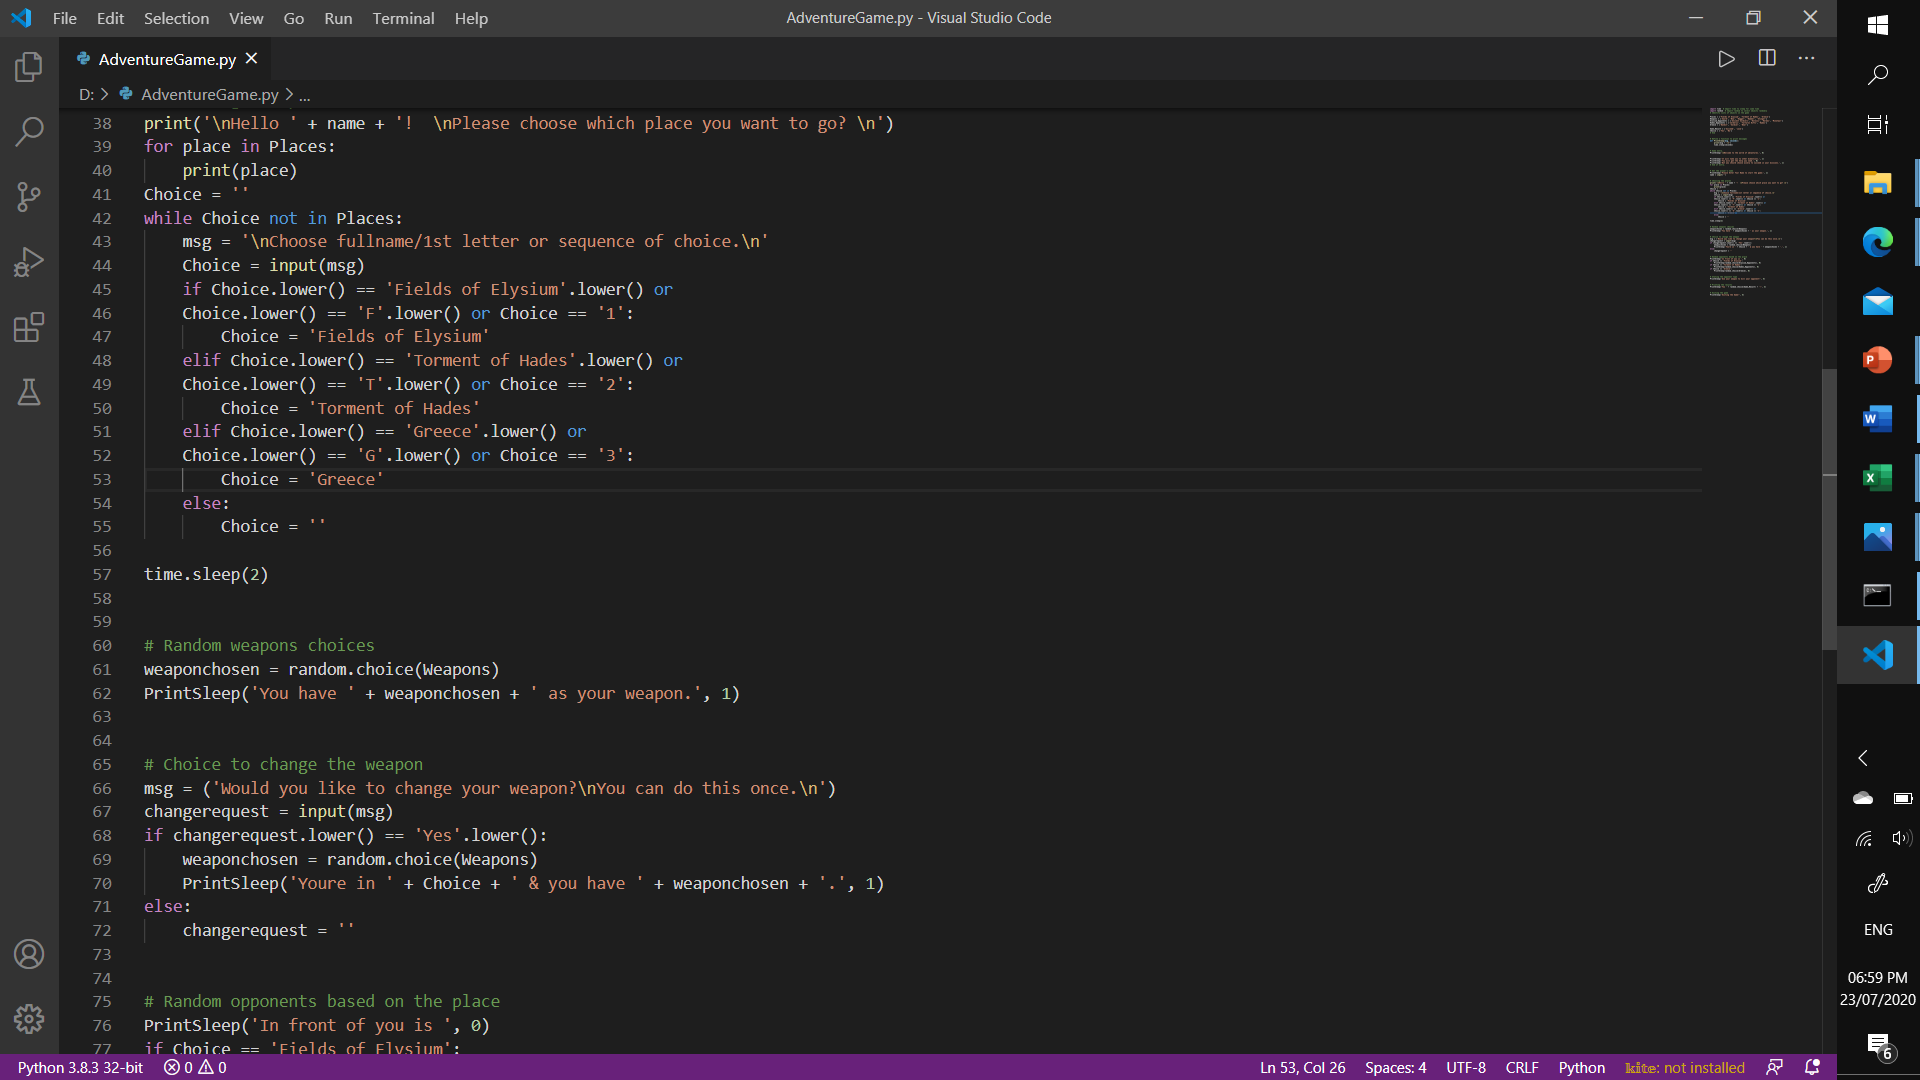 File Edit Selection View Go Run Terminal Help
AdventureGame.py - Visual Studio Code
AdventureGame.py
D: > AdventureGame.py > ...
38 print('\nHello ' + name + '!  \nPlease choose which place you want to go? \n')
39 for place in Places:
40     print(place)
41 Choice = ''
42 while Choice not in Places:
43     msg = '\nChoose fullname/1st letter or sequence of choice.\n'
44     Choice = input(msg)
45     if Choice.lower() == 'Fields of Elysium'.lower() or
46     Choice.lower() == 'F'.lower() or Choice == '1':
47         Choice = 'Fields of Elysium'
48     elif Choice.lower() == 'Torment of Hades'.lower() or
49     Choice.lower() == 'T'.lower() or Choice == '2':
50         Choice = 'Torment of Hades'
51     elif Choice.lower() == 'Greece'.lower() or
52     Choice.lower() == 'G'.lower() or Choice == '3':
53         Choice = 'Greece'
54     else:
55         Choice = ''
56
57 time.sleep(2)
58
59
60 # Random weapons choices
61 weaponchosen = random.choice(Weapons)
62 PrintSleep('You have ' + weaponchosen + ' as your weapon.', 1)
63
64
65 # Choice to change the weapon
66 msg = ('Would you like to change your weapon?\nYou can do this once.\n')
67 changerequest = input(msg)
68 if changerequest.lower() == 'Yes'.lower():
69     weaponchosen = random.choice(Weapons)
70     PrintSleep('Youre in ' + Choice + ' & you have ' + weaponchosen + '.', 1)
71 else:
72     changerequest = ''
73
74
75 # Random opponents based on the place
76 PrintSleep('In front of you is ', 0)
77 if Choice == 'Fields of Elysium':
Python 3.8.3 32-bit 0 0
Ln 53, Col 26 Spaces: 4 UTF-8 CRLF Python kite: not installed
ENG
06:59 PM
23/07/2020
6